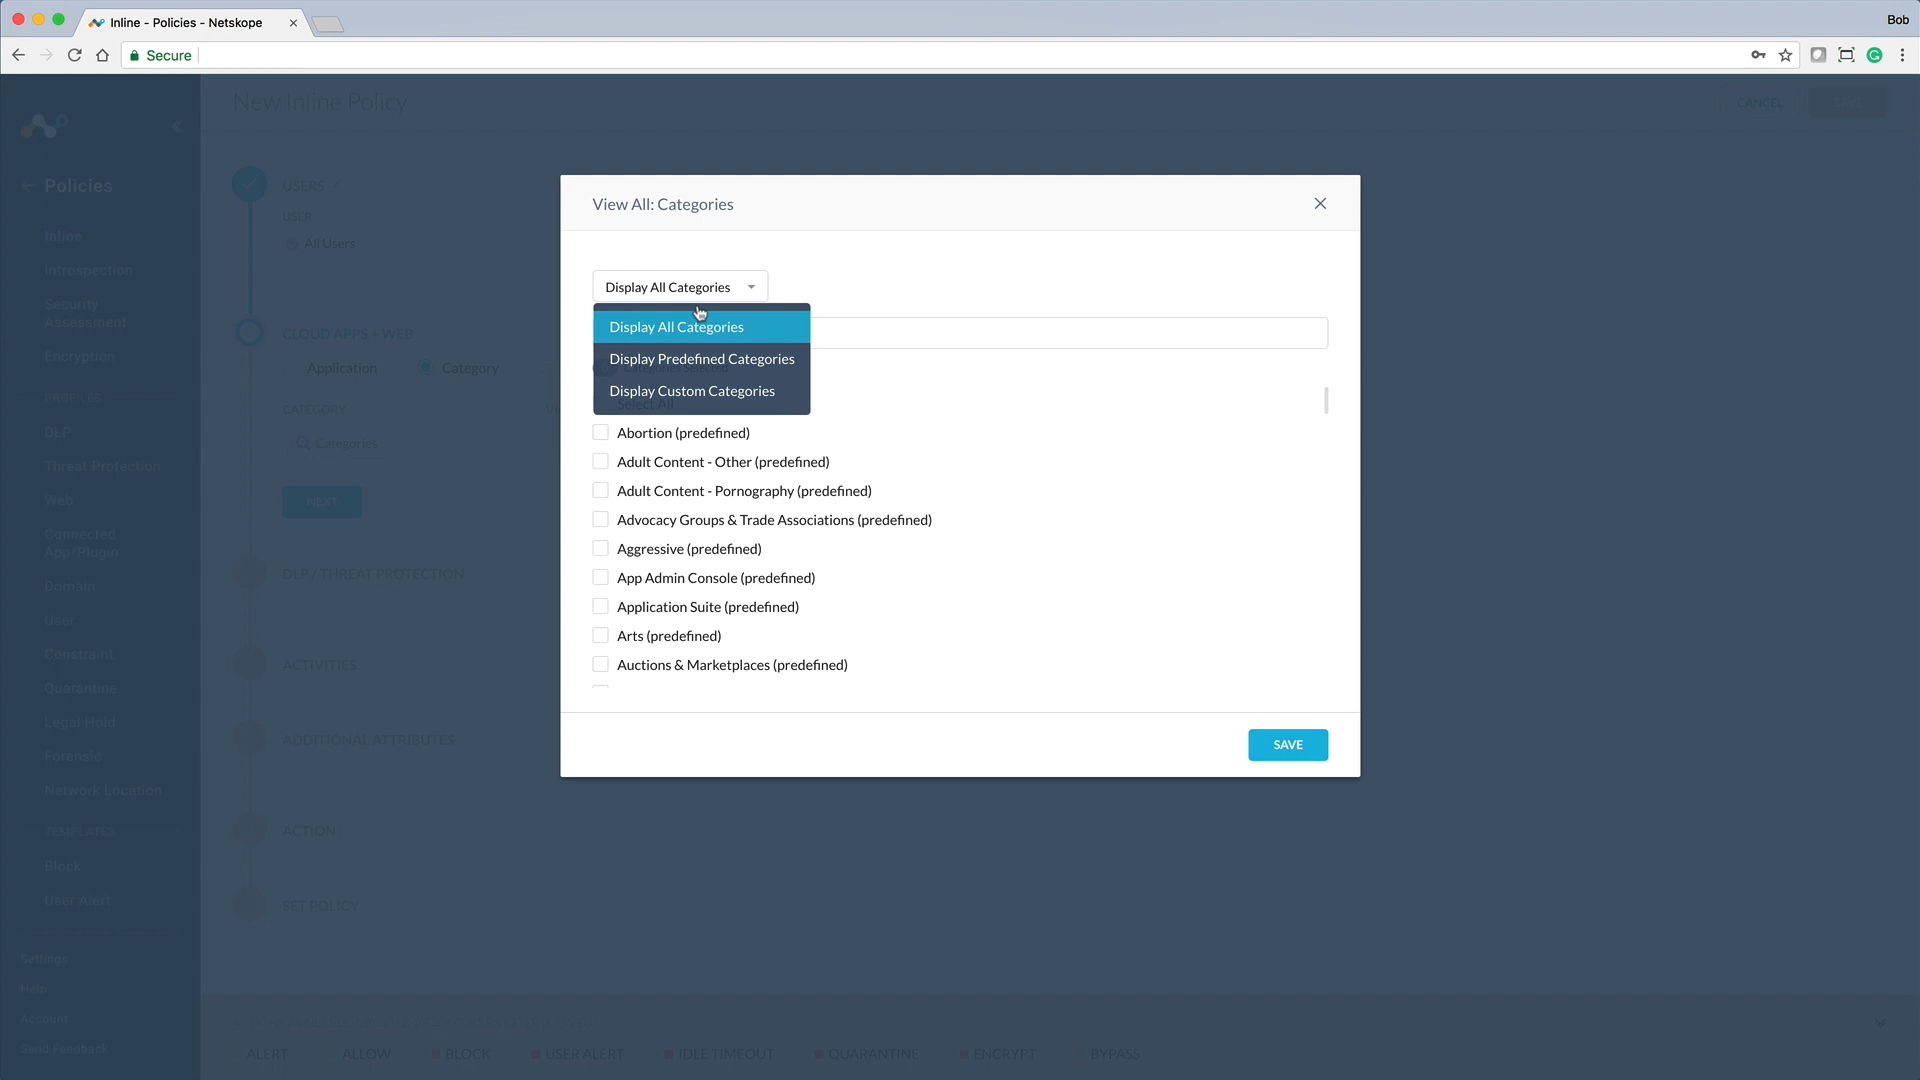 Inline - Policies - Netskope
Bob
Secure
New Inline Policy
CANCEL
SAVE
Policies
Inline
Introspection
Security
Assessment
Encryption
PROFILES
DLP
Threat Protection
Web
Connected
App/Plugin
Domain
User
Constraint
Quarantine
Legal Hold
Forensic
Network Location
TEMPLATES
Block
User Alert
Settings
Help
Account
Send Feedback
USERS
USER
All Users
CLOUD APPS + WEB
Application
Category
CATEGORY
Categories
NEXT
DLP / THREAT PROTECTION
ACTIVITIES
ADDITIONAL ATTRIBUTES
ACTION
SET POLICY
View All: Categories
Display All Categories
Display All Categories
Display Predefined Categories
Categories Selected
Display Custom Categories
Select All
Abortion (predefined)
Adult Content - Other (predefined)
Adult Content - Pornography (predefined)
Advocacy Groups & Trade Associations (predefined)
Aggressive (predefined)
App Admin Console (predefined)
Application Suite (predefined)
Arts (predefined)
Auctions & Marketplaces (predefined)
SAVE
ALERT ALLOW BLOCK USER ALERT IDLE TIMEOUT QUARANTINE ENCRYPT BYPASS